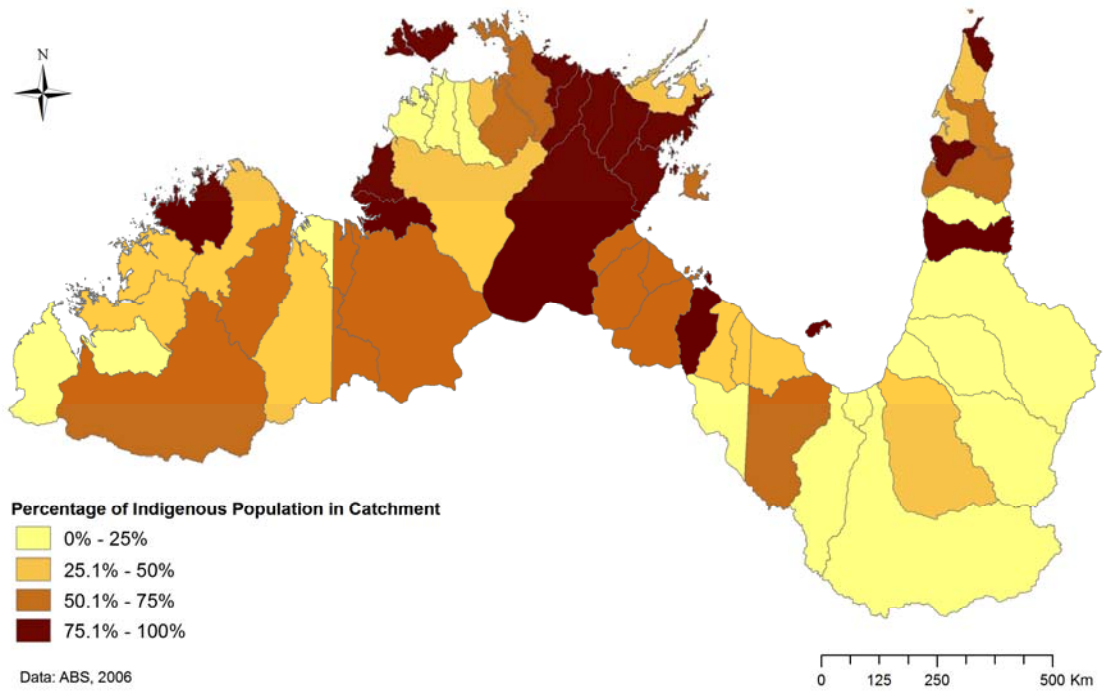 N
Percentage of Indigenous Population in Catchment
0% - 25%
25.1% - 50%
50.1% - 75%
75.1% - 100%
Data: ABS, 2006
0 125 250 500 Km